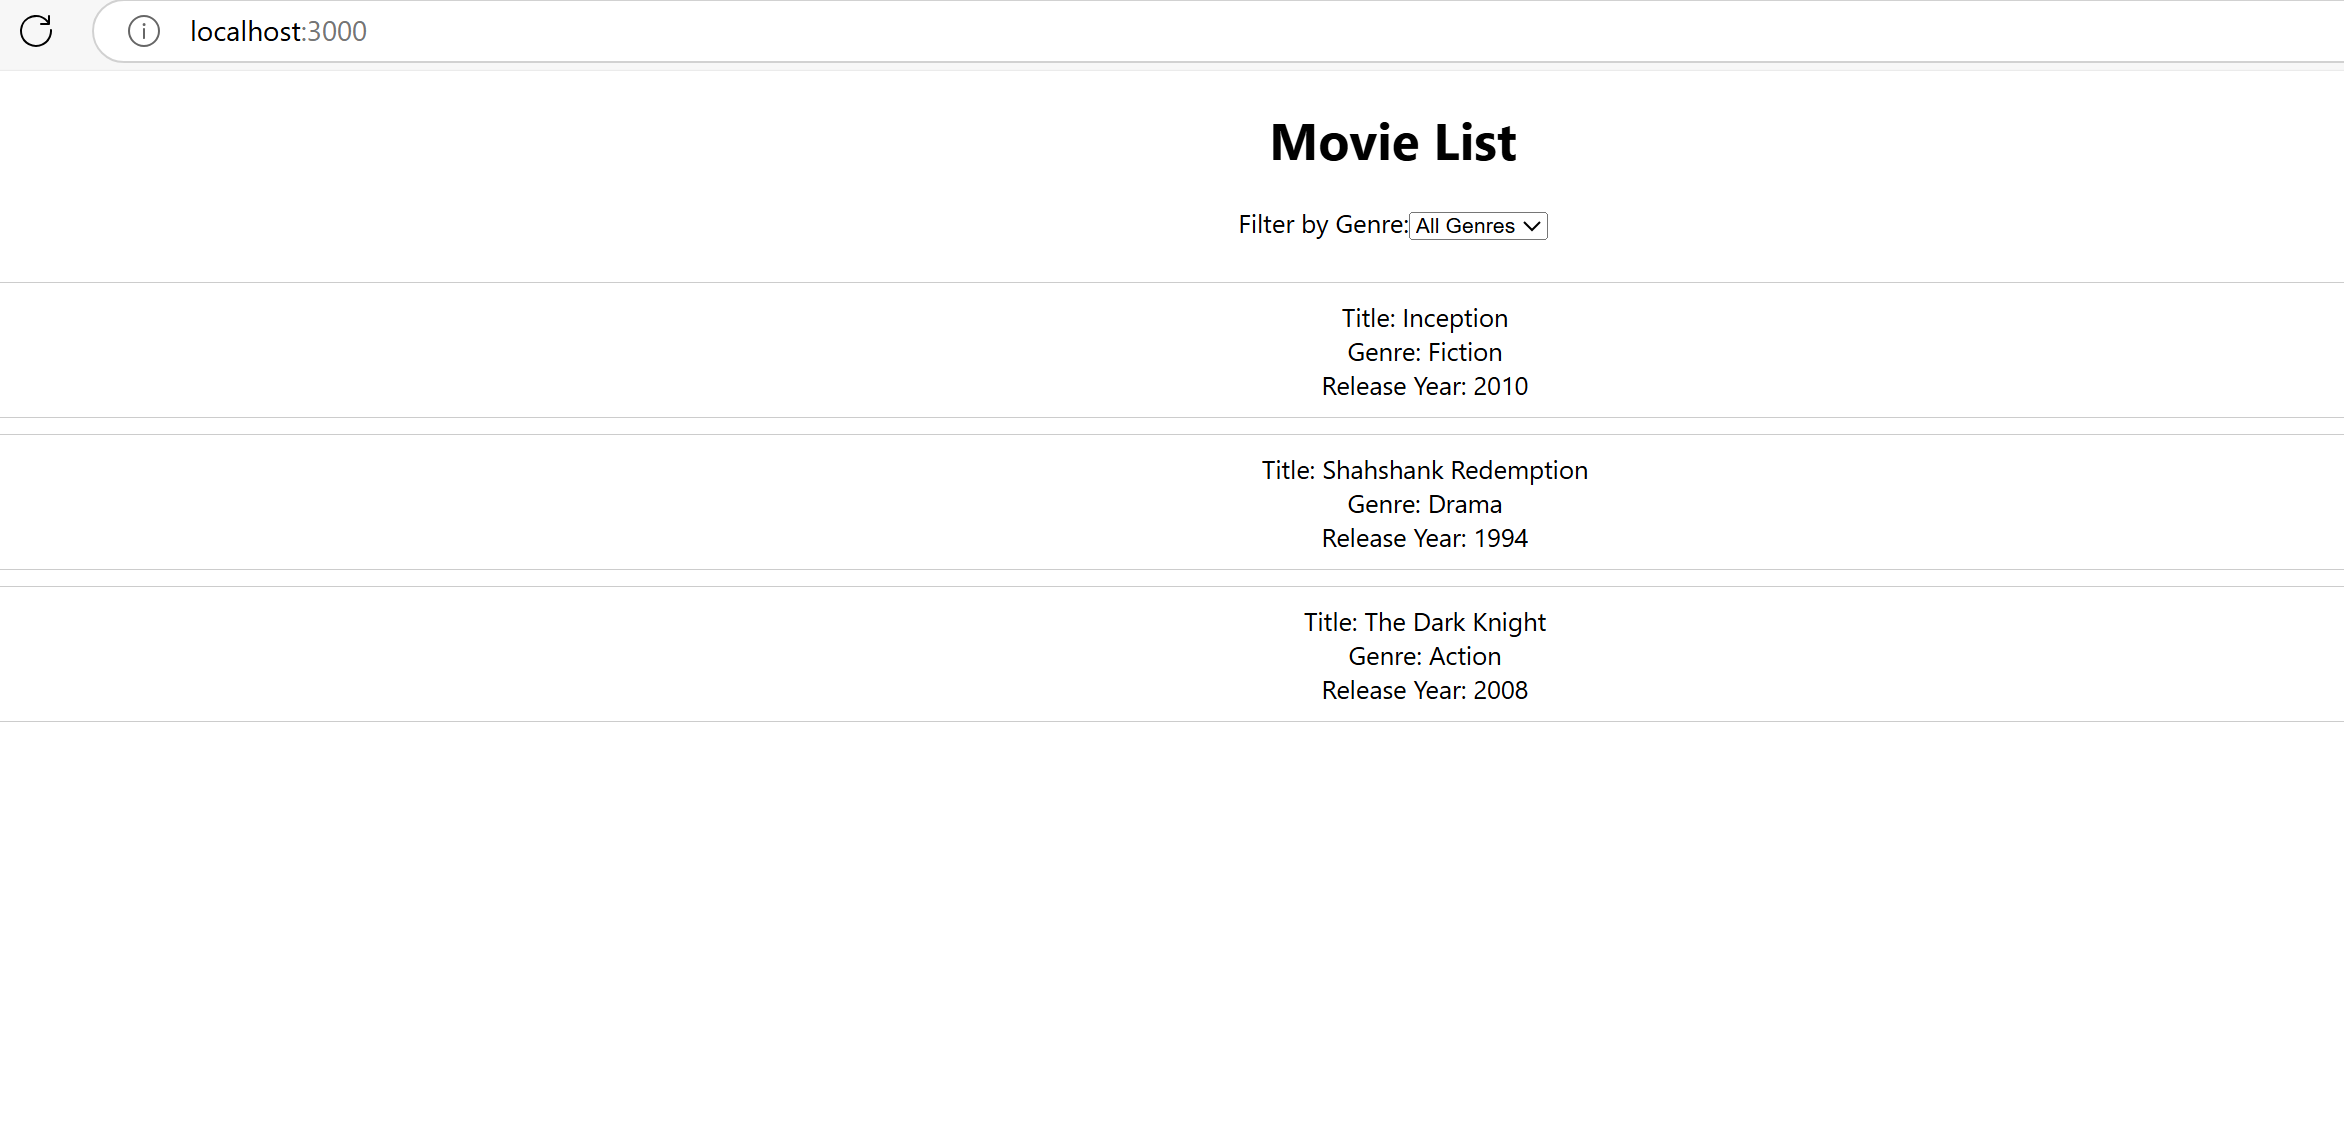 localhost:3000
Movie List
Filter by Genre: All Genres
Title: Inception
Genre: Fiction
Release Year: 2010
Title: Shahshank Redemption
Genre: Drama
Release Year: 1994
Title: The Dark Knight
Genre: Action
Release Year: 2008